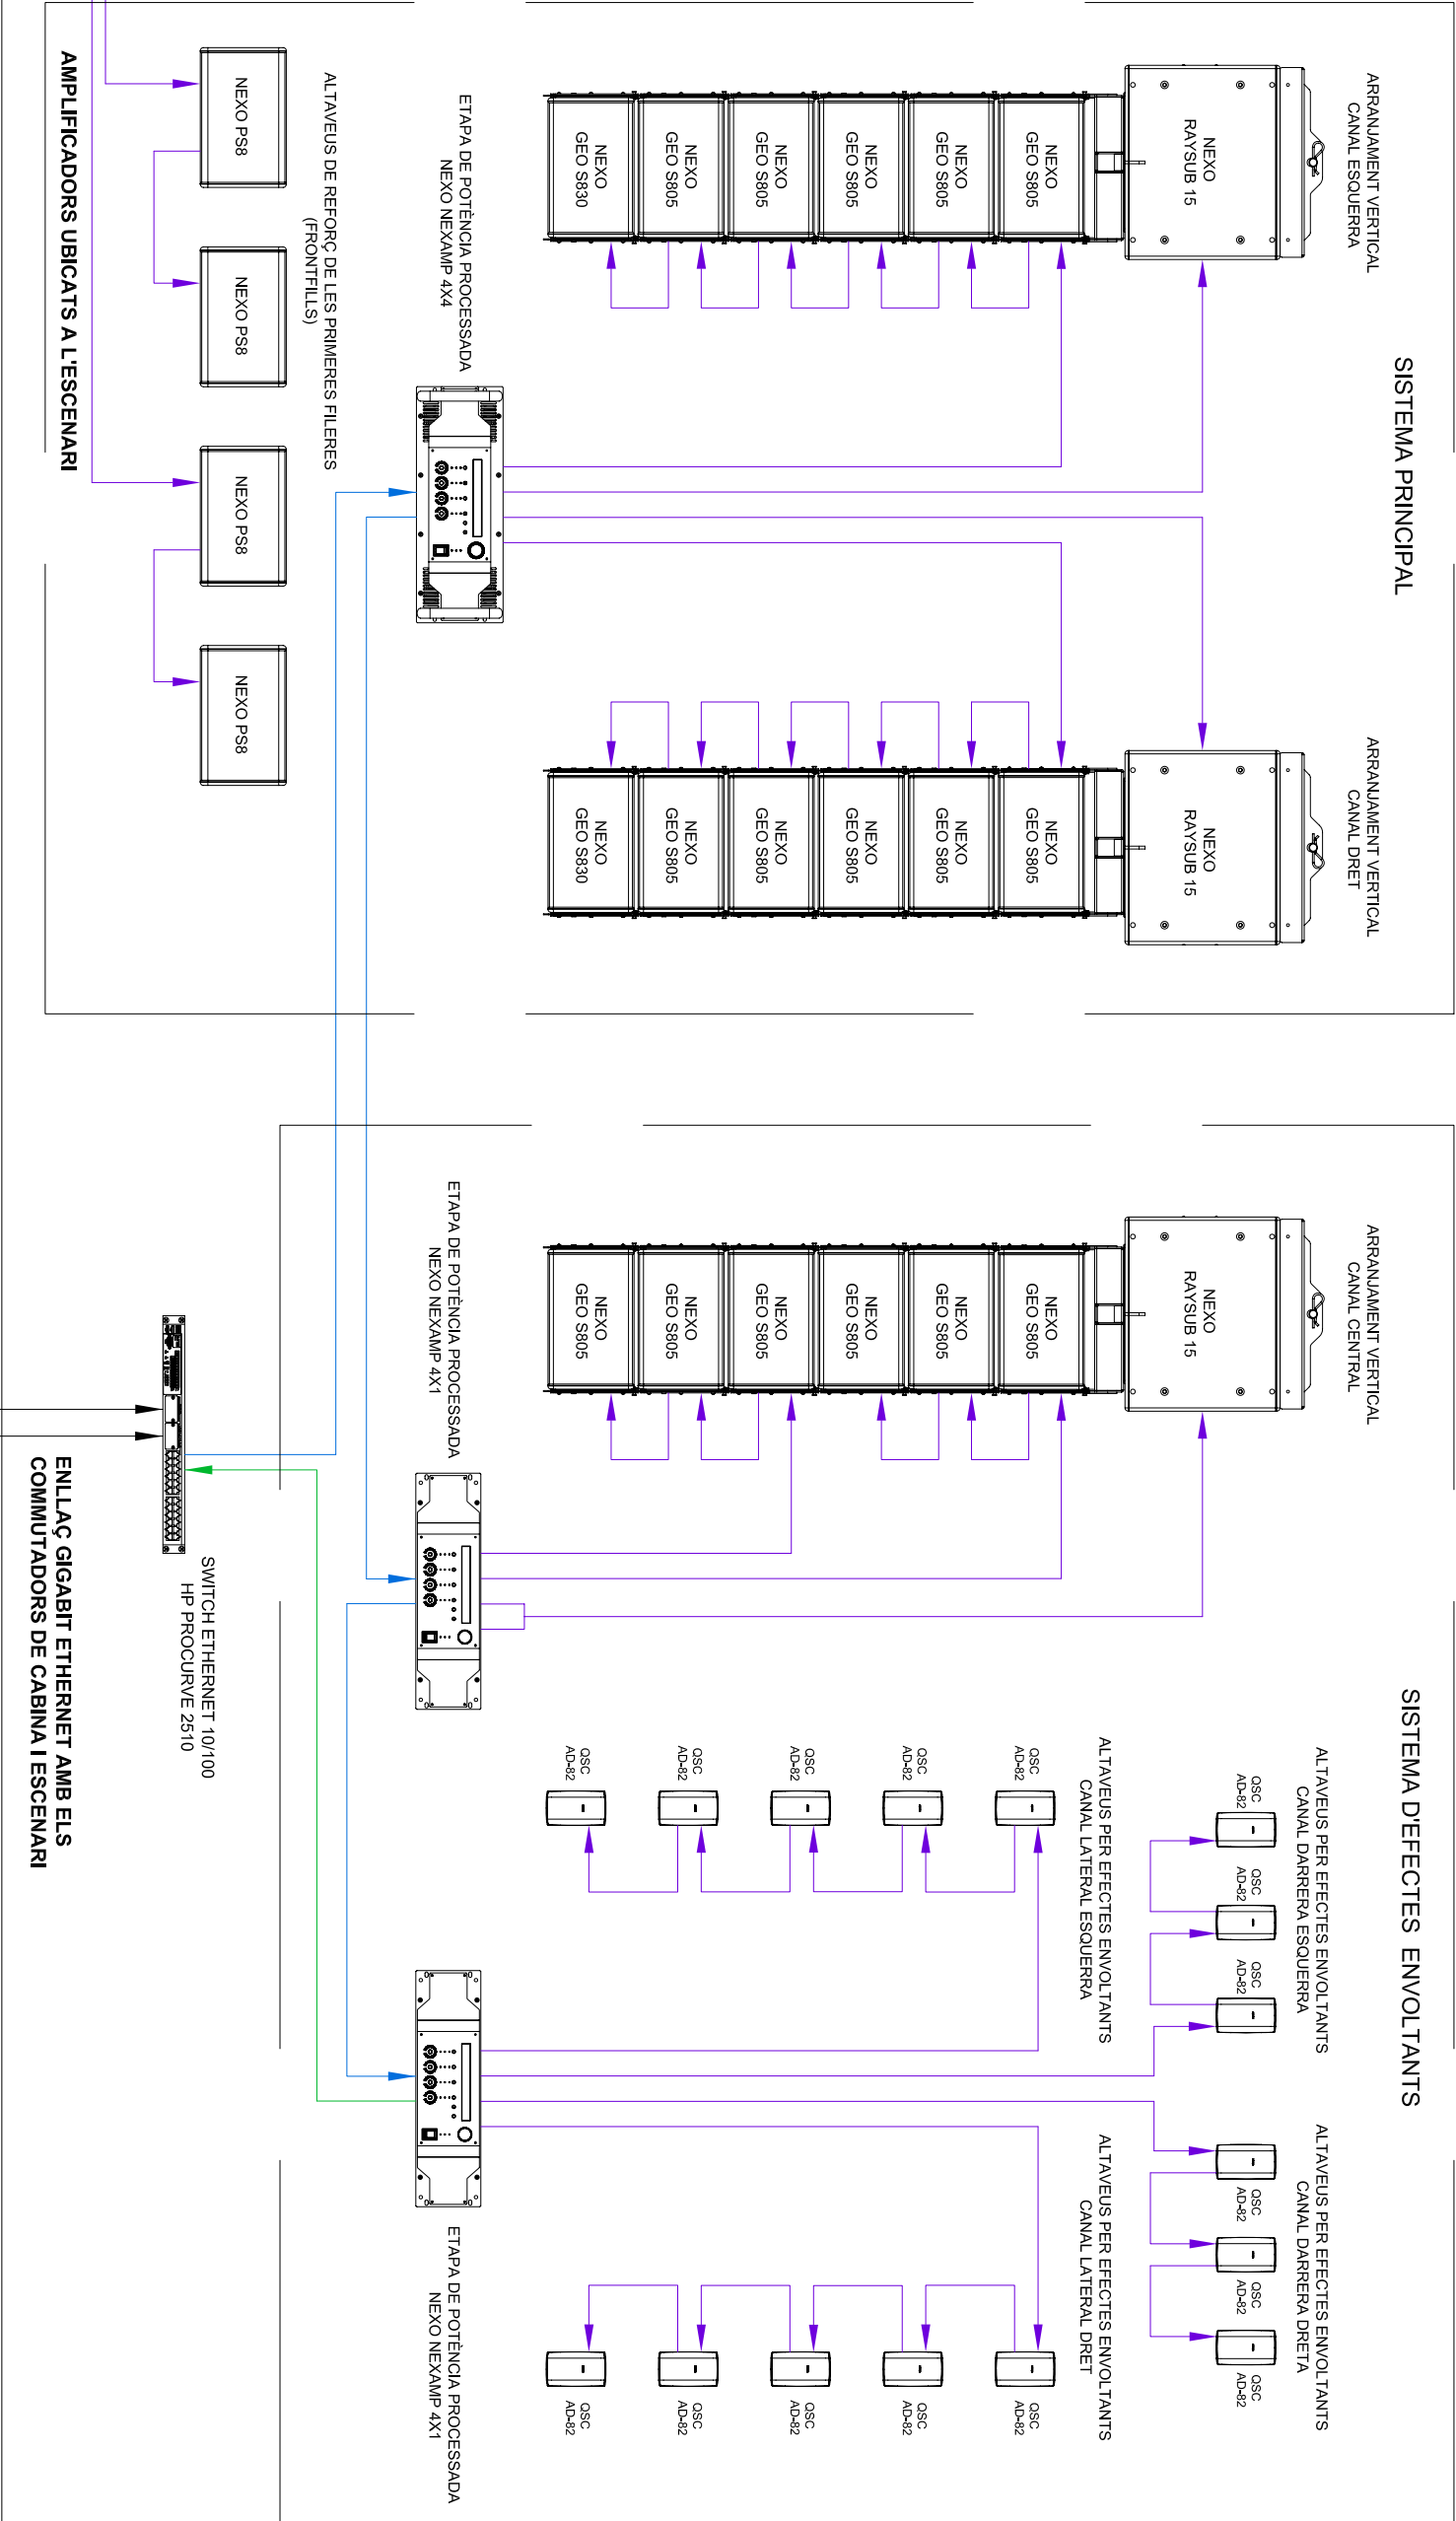 SISTEMA PRINCIPAL
ARRANJAMENT VERTICAL
CANAL ESQUERRA
NEXO
RAYSUB 15
NEXO
GEO S805
NEXO
GEO S805
NEXO
GEO S805
NEXO
GEO S805
NEXO
GEO S805
NEXO
GEO S830
ARRANJAMENT VERTICAL
CANAL DRET
NEXO
RAYSUB 15
NEXO
GEO S805
NEXO
GEO S805
NEXO
GEO S805
NEXO
GEO S805
NEXO
GEO S805
NEXO
GEO S830
ETAPA DE POTÈNCIA PROCESSADA
NEXO NEXAMP 4X4
ALTAVEUS DE REFORÇ DE LES PRIMERES FILERES
(FRONTFILLS)
NEXO PS8
NEXO PS8
NEXO PS8
NEXO PS8
AMPLIFICADORS UBICATS A L'ESCENARI
SISTEMA D'EFECTES ENVOLTANTS
ARRANJAMENT VERTICAL
CANAL CENTRAL
NEXO
RAYSUB 15
NEXO
GEO S805
NEXO
GEO S805
NEXO
GEO S805
NEXO
GEO S805
NEXO
GEO S805
NEXO
GEO S805
ETAPA DE POTÈNCIA PROCESSADA
NEXO NEXAMP 4X1
ALTAVEUS PER EFECTES ENVOLTANTS
CANAL DARRERA ESQUERRA
QSC
AD-82
QSC
AD-82
QSC
AD-82
ALTAVEUS PER EFECTES ENVOLTANTS
CANAL DARRERA DRETA
QSC
AD-82
QSC
AD-82
QSC
AD-82
ALTAVEUS PER EFECTES ENVOLTANTS
CANAL LATERAL ESQUERRA
QSC
AD-82
QSC
AD-82
QSC
AD-82
QSC
AD-82
QSC
AD-82
ALTAVEUS PER EFECTES ENVOLTANTS
CANAL LATERAL DRET
QSC
AD-82
QSC
AD-82
QSC
AD-82
QSC
AD-82
QSC
AD-82
ETAPA DE POTÈNCIA PROCESSADA
NEXO NEXAMP 4X1
SWITCH ETHERNET 10/100
HP PROCURVE 2510
ENLLAÇ GIGABIT ETHERNET AMB ELS
COMMUTADORS DE CABINA I ESCENARI